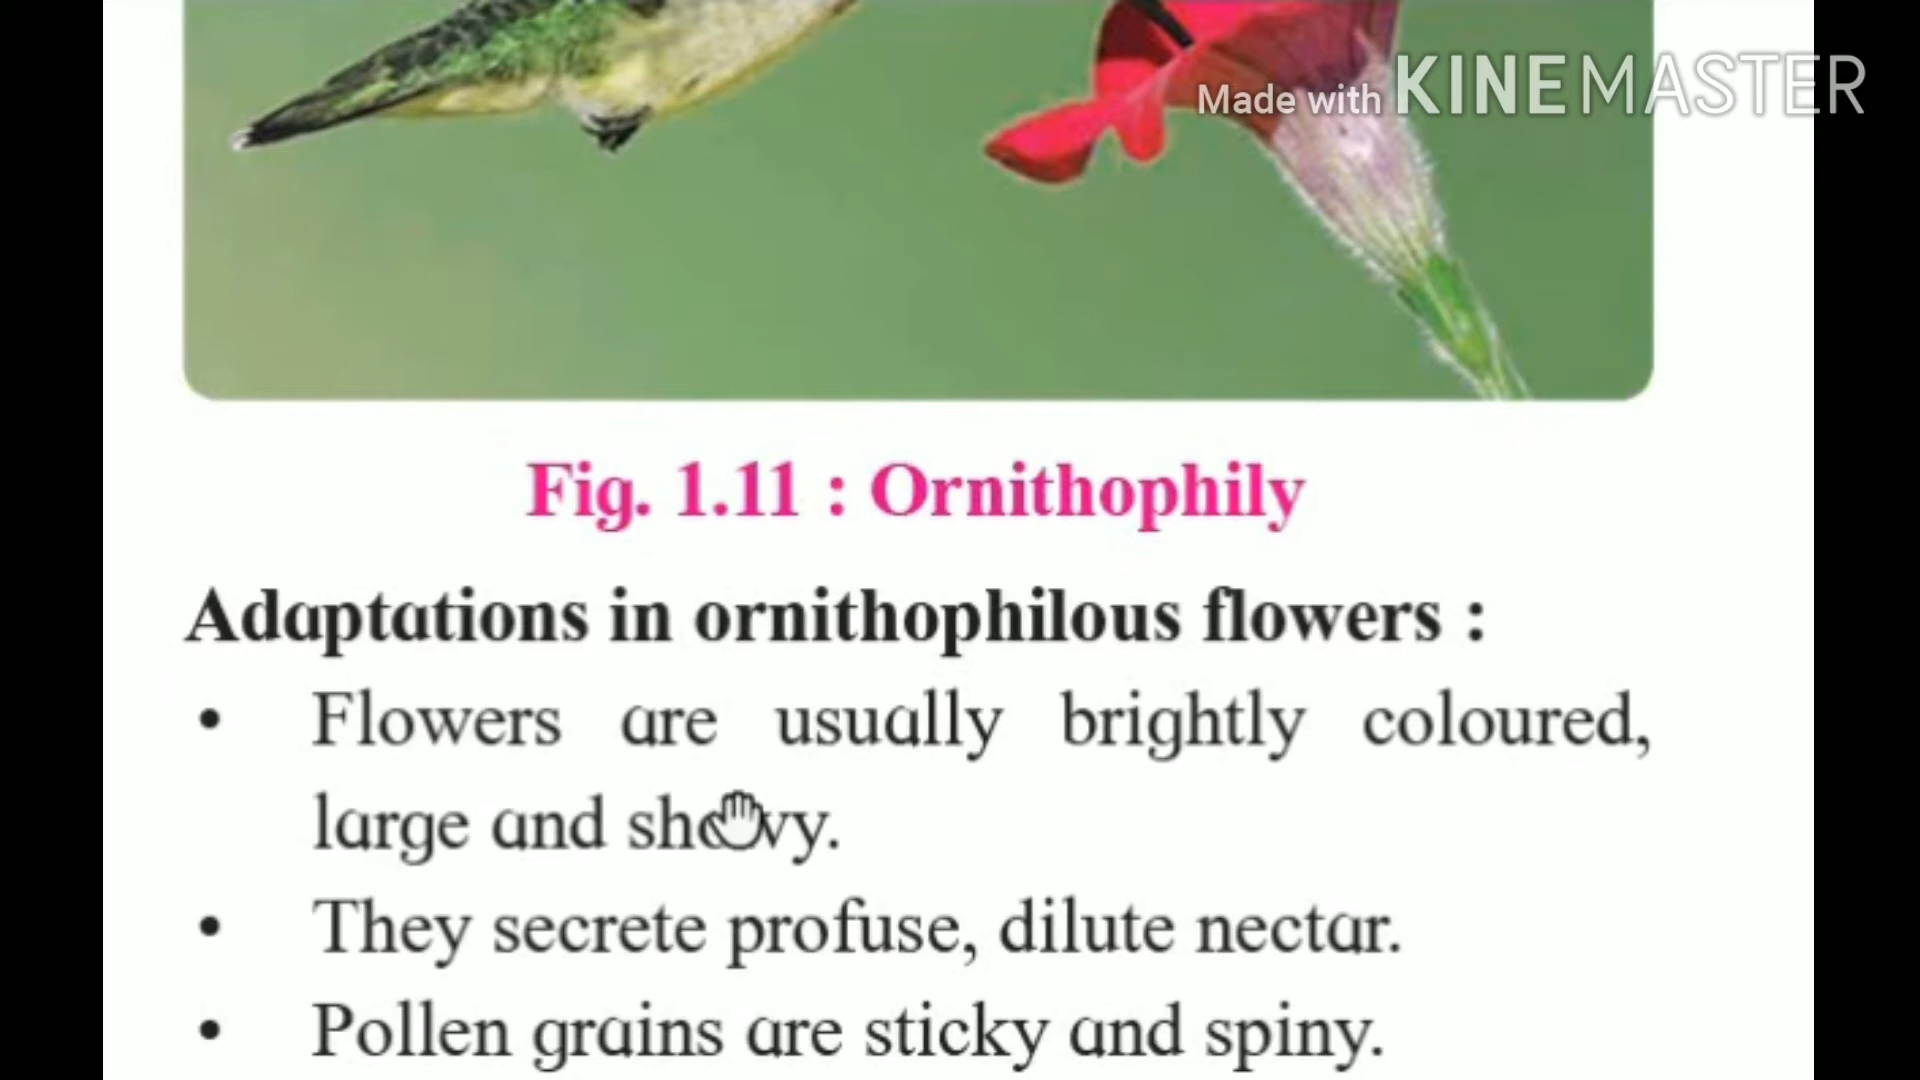 Made with KINEMASTER
Fig. 1.11 : Ornithophily
Adaptations in ornithophilous flowers :
• Flowers are usually brightly coloured,
large and showy.
• They secrete profuse, dilute nectar.
• Pollen grains are sticky and spiny.